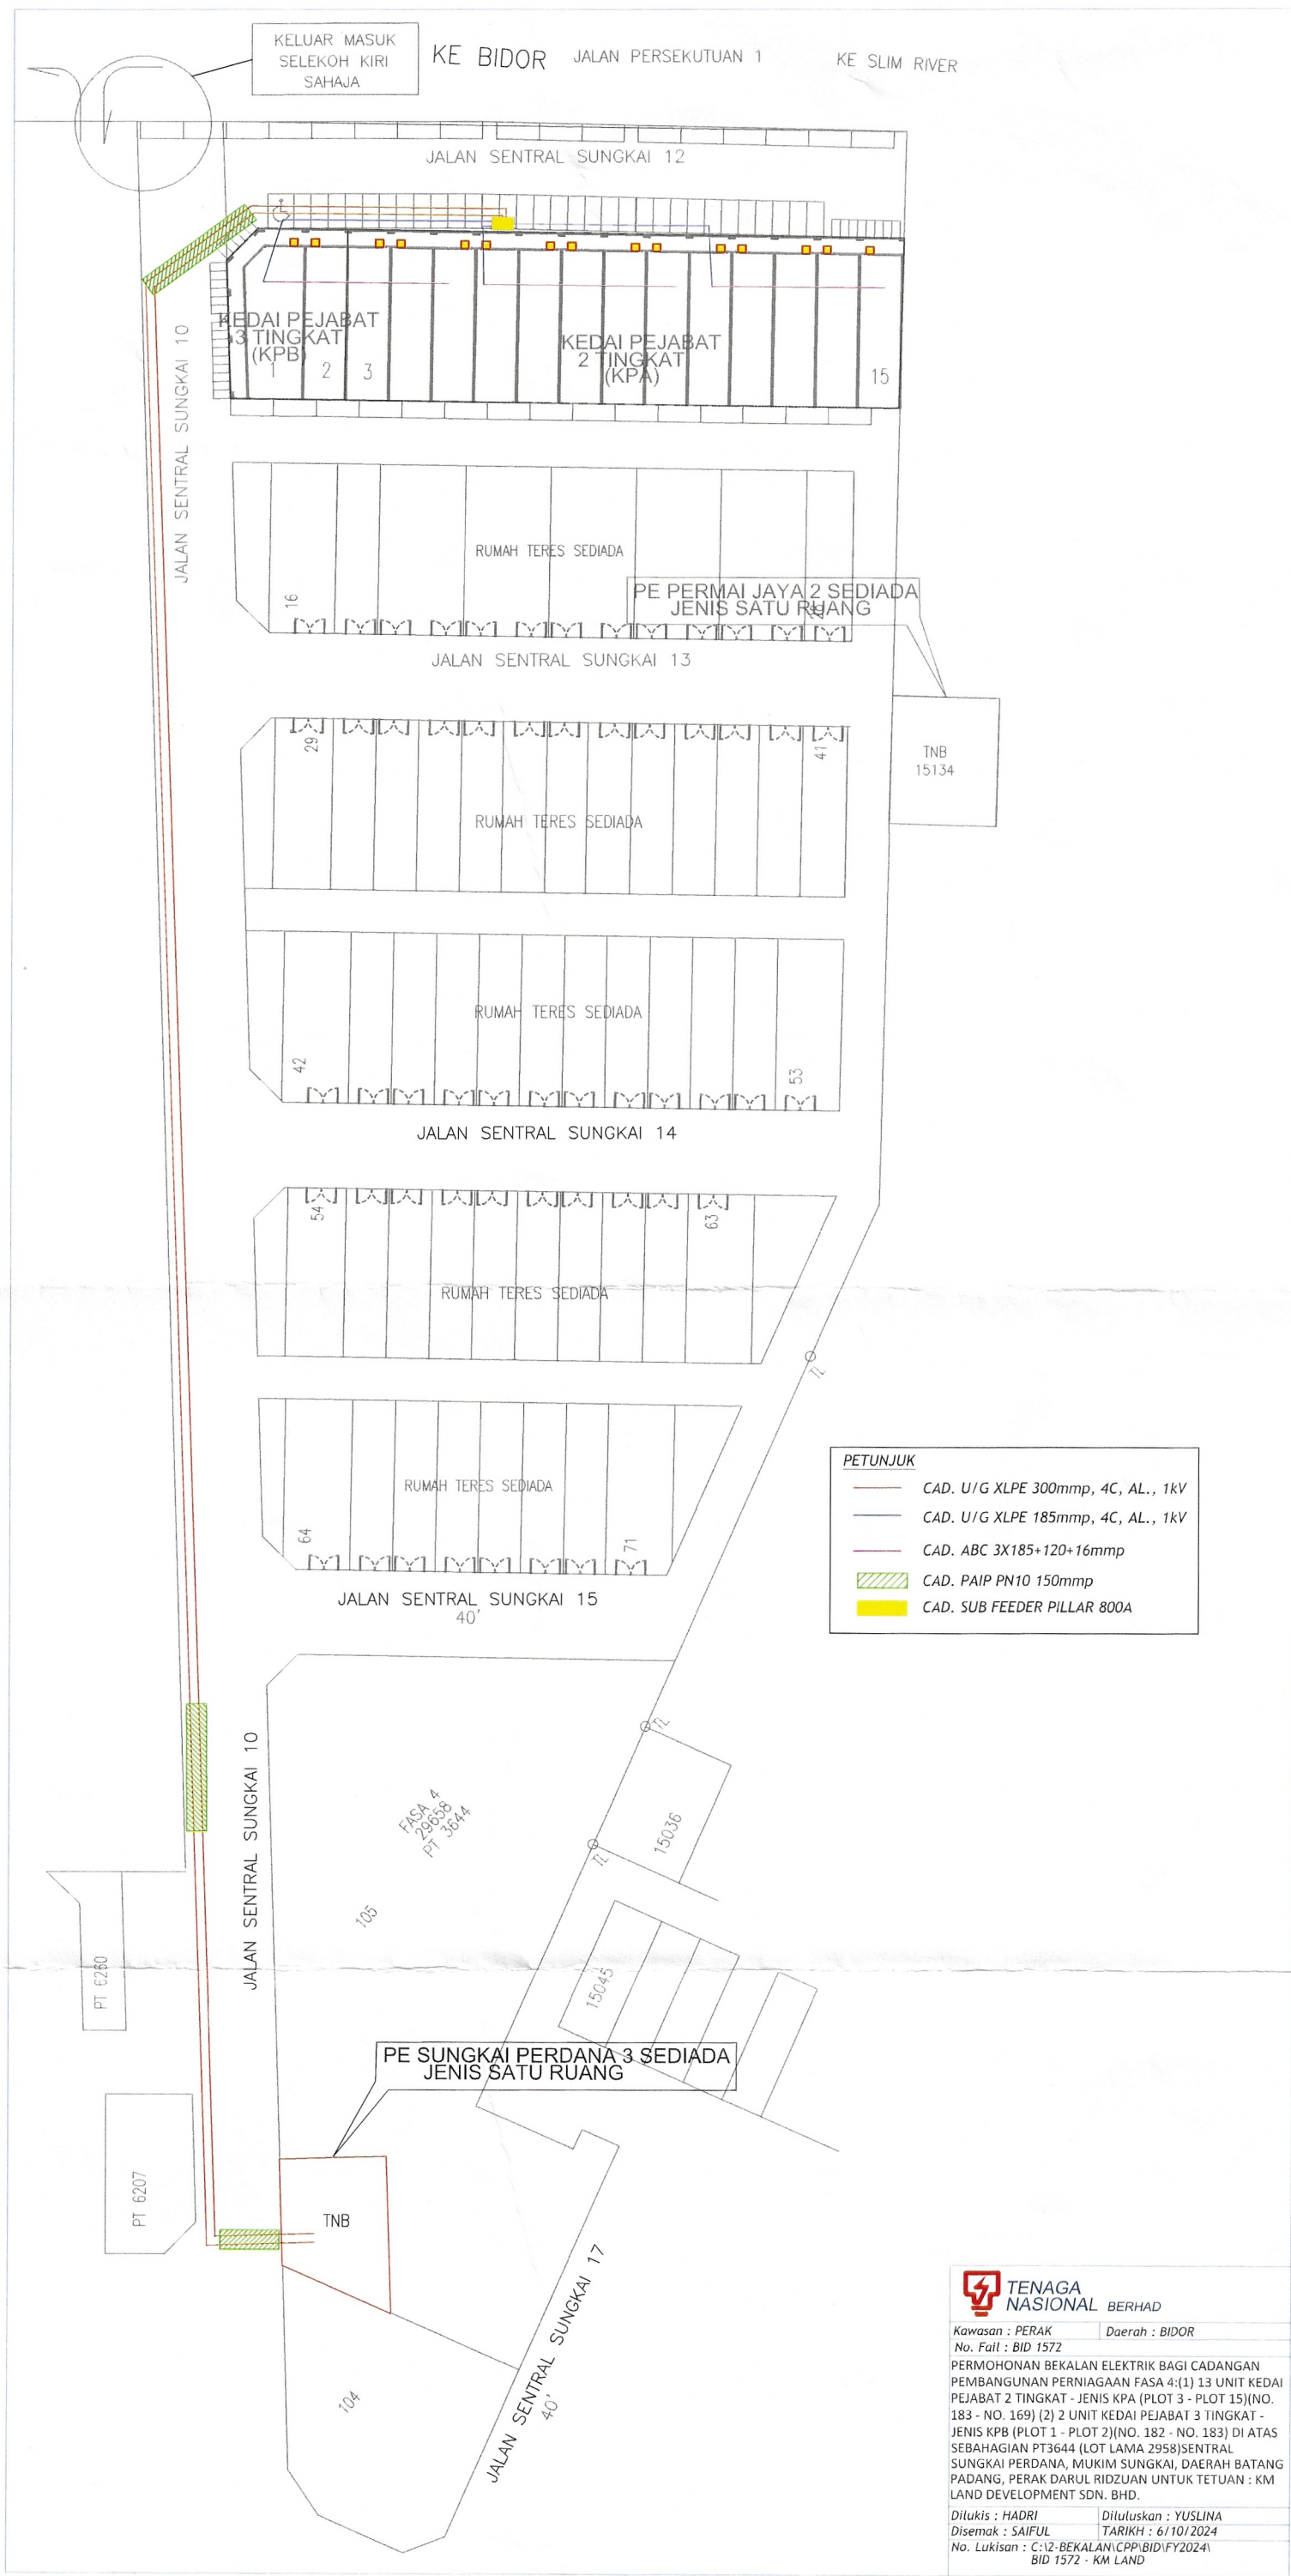 KELUAR MASUK
SELEKOH KIRI
SAHAJA
KE BIDOR
JALAN PERSEKUTUAN 1
KE SLIM RIVER
JALAN SENTRAL SUNGKAI 12
KEDAI PEJABAT
3 TINGKAT
(KPB)
1
2
3
KEDAI PEJABAT
2 TINGKAT
(KPA)
15
JALAN SENTRAL SUNGKAI 10
RUMAH TERES SEDIADA
16
PE PERMAI JAYA 2 SEDIADA
JENIS SATU RUANG
JALAN SENTRAL SUNGKAI 13
29
41
TNB
15134
RUMAH TERES SEDIADA
RUMAH TERES SEDIADA
42
53
JALAN SENTRAL SUNGKAI 14
54
63
RUMAH TERES SEDIADA
TL
RUMAH TERES SEDIADA
64
71
JALAN SENTRAL SUNGKAI 15
40'
PETUNJUK
CAD. U/G XLPE 300mmp, 4C, AL., 1kV
CAD. U/G XLPE 185mmp, 4C, AL., 1kV
CAD. ABC 3X185+120+16mmp
CAD. PAIP PN10 150mmp
CAD. SUB FEEDER PILLAR 800A
TL
JALAN SENTRAL SUNGKAI 10
FASA 4
29658
PT 3644
15036
TL
105
15045
PT 6260
PE SUNGKAI PERDANA 3 SEDIADA
JENIS SATU RUANG
PT 6207
TNB
JALAN SENTRAL SUNGKAI 17
40'
104
TENAGA
NASIONAL BERHAD
Kawasan : PERAK Daerah : BIDOR
No. Fail : BID 1572
PERMOHONAN BEKALAN ELEKTRIK BAGI CADANGAN
PEMBANGUNAN PERNIAGAAN FASA 4:(1) 13 UNIT KEDAI
PEJABAT 2 TINGKAT - JENIS KPA (PLOT 3 - PLOT 15)(NO.
183 - NO. 169) (2) 2 UNIT KEDAI PEJABAT 3 TINGKAT -
JENIS KPB (PLOT 1 - PLOT 2)(NO. 182 - NO. 183) DI ATAS
SEBAHAGIAN PT3644 (LOT LAMA 2958)SENTRAL
SUNGKAI PERDANA, MUKIM SUNGKAI, DAERAH BATANG
PADANG, PERAK DARUL RIDZUAN UNTUK TETUAN : KM
LAND DEVELOPMENT SDN. BHD.
Dilukis : HADRI Diluluskan : YUSLINA
Disemak : SAIFUL TARIKH : 6/10/2024
No. Lukisan : C:\2-BEKALAN\CPP\BID\FY2024\
BID 1572 - KM LAND